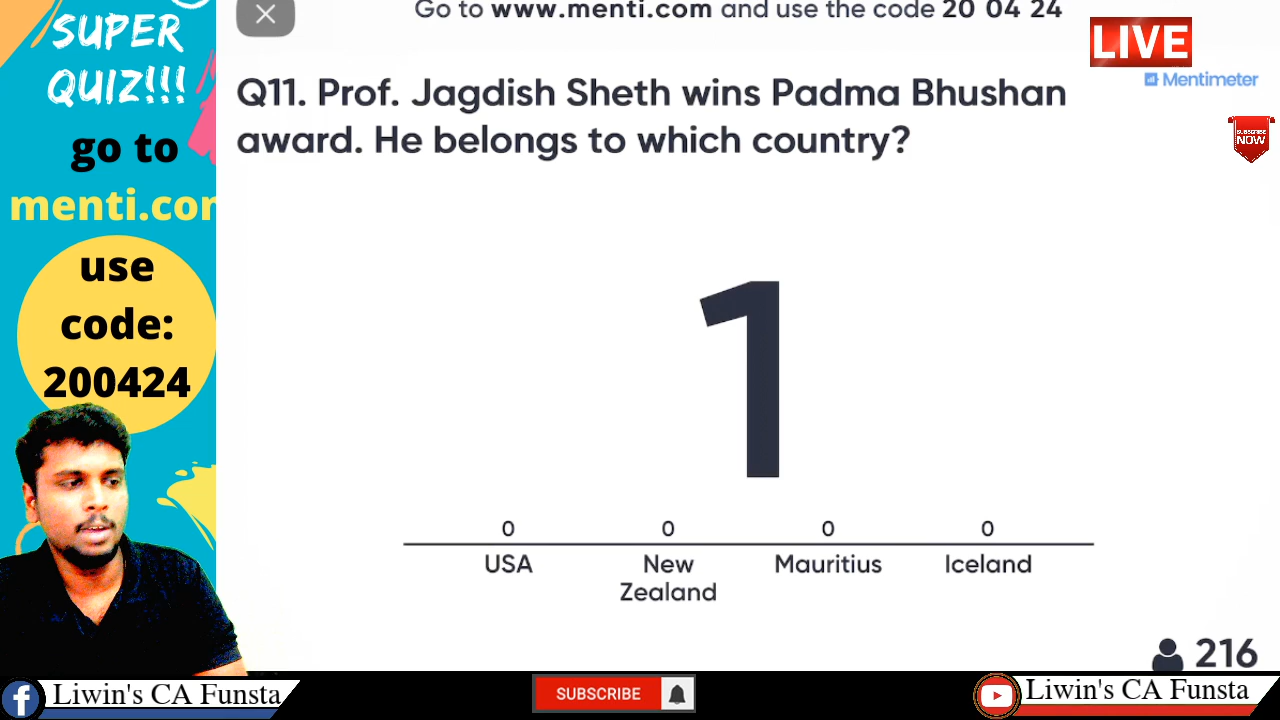 SUPER
QUIZ!!!
go to
menti.com
use
code:
200424
Go to www.menti.com and use the code 20 04 24
LIVE
Mentimeter
SUBSCRIBE
NOW
Q11. Prof. Jagdish Sheth wins Padma Bhushan
award. He belongs to which country?
1
0 0 0 0
USA New Zealand Mauritius Iceland
216
Liwin's CA Funsta
SUBSCRIBE
Liwin's CA Funsta